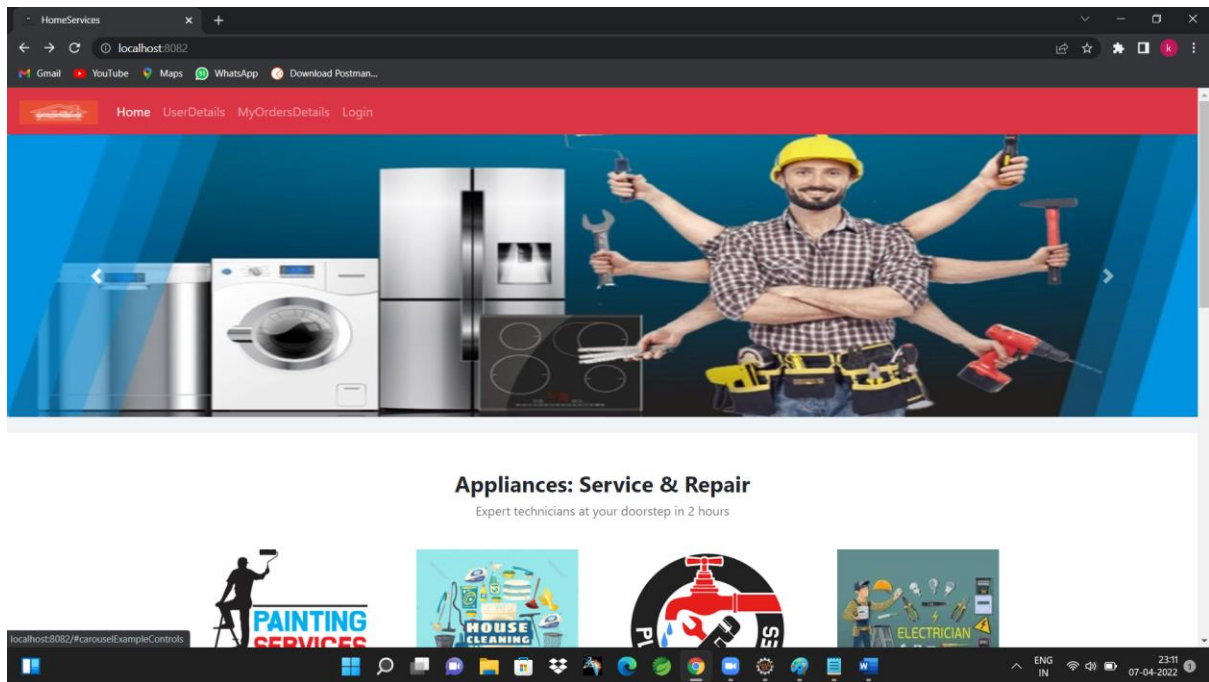 HomeServices
localhost:8082
k
Gmail YouTube Maps WhatsApp Download Postman...
Home UserDetails MyOrdersDetails Login
Appliances: Service & Repair
Expert technicians at your doorstep in 2 hours
PAINTING
SERVICES
HOUSE
CLEANING
ELECTRICIAN
localhost:8082/#carouselExampleControls
ENG
IN
23:11
07-04-2022